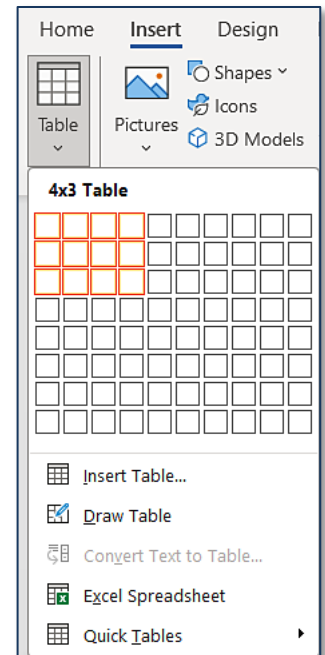 Home Insert Design
Shapes
Icons
Table Pictures
3D Models
4x3 Table
Insert Table...
Draw Table
Convert Text to Table...
Excel Spreadsheet
Quick Tables